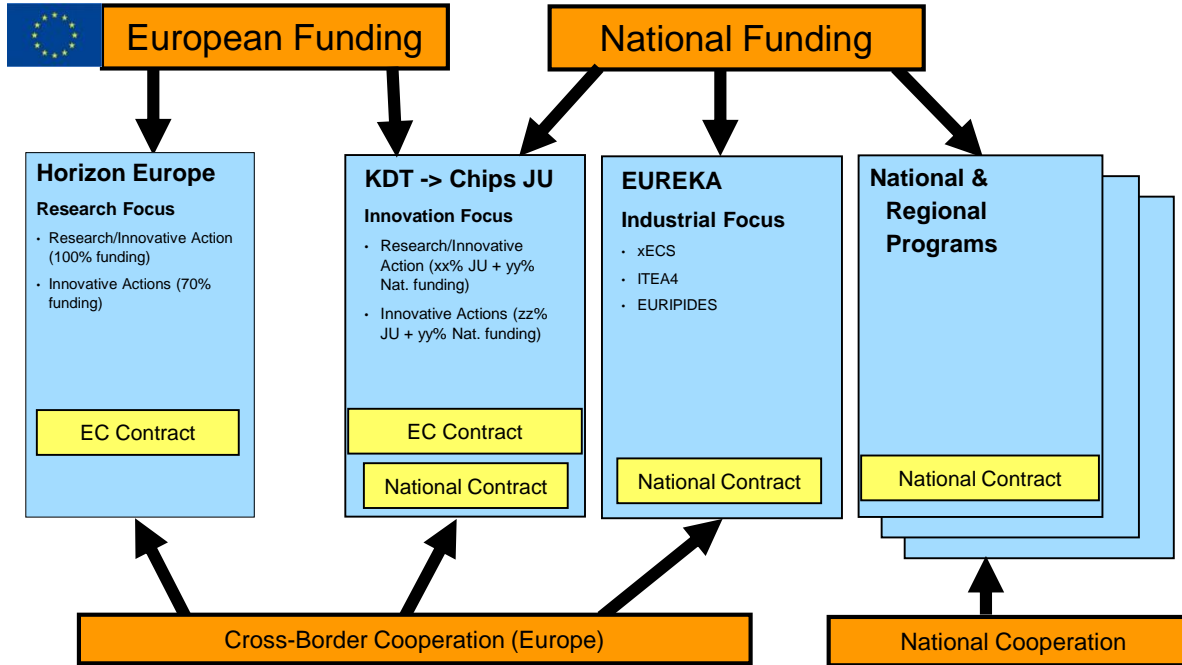 European Funding
National Funding
Horizon Europe
Research Focus
• Research/Innovative Action
(100% funding)
• Innovative Actions (70%
funding)
EC Contract
KDT -> Chips JU
Innovation Focus
• Research/Innovative
Action (xx% JU + yy%
Nat. funding)
• Innovative Actions (zz%
JU + yy% Nat. funding)
EC Contract
National Contract
EUREKA
Industrial Focus
• xECS
• ITEA4
• EURIPIDES
National Contract
National &
Regional
Programs
National Contract
Cross-Border Cooperation (Europe)
National Cooperation